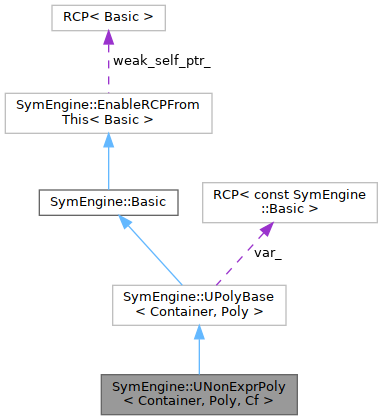 RCP< Basic >
weak_self_ptr_
SymEngine::EnableRCPFrom
This< Basic >
SymEngine::Basic
RCP< const SymEngine
::Basic >
var_
SymEngine::UPolyBase
< Container, Poly >
SymEngine::UNonExprPoly
< Container, Poly, Cf >